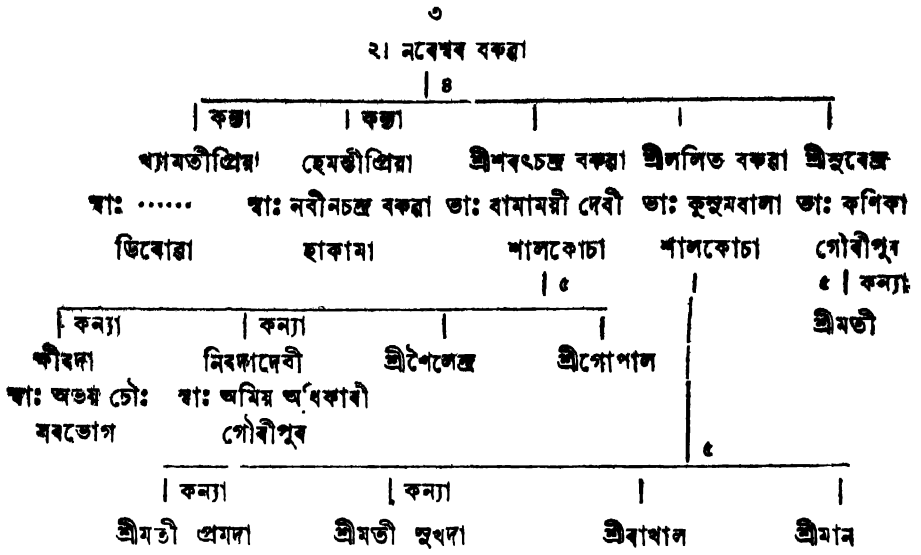 ৩
২। নৰেশ্বৰ বৰুৱা
৪
কন্যা কন্যা
খ্যামতীপ্ৰিয়া হেমন্তীপ্ৰিয়া শ্ৰীশৰৎচন্দ্ৰ বৰুৱা শ্ৰীললিত বৰুৱা শ্ৰীসুৰেন্দ্ৰ
স্বাঃ ...... স্বাঃ নবীনচন্দ্ৰ বৰুৱা ভাঃ বামাময়ী দেবী ভাঃ কুসুমবালা ভাঃ কণিকা
ডিৰোৱা হাকামা শালকোচা শালকোচা গৌৰীপুৰ
৫ ৫ কন্যা
কন্যা কন্যা শ্ৰীমতী
ক্ষীৰদা নিৰদাদেবী শ্ৰীশৈলেন্দ্ৰ শ্ৰীগোপাল
স্বাঃ অভয় চৌঃ স্বাঃ অমিয় অধিকাৰী
সৰভোগ গৌৰীপুৰ
৫
কন্যা কন্যা
শ্ৰীমতী প্ৰমদা শ্ৰীমতী সুখদা শ্ৰীৰাখাল শ্ৰীমান